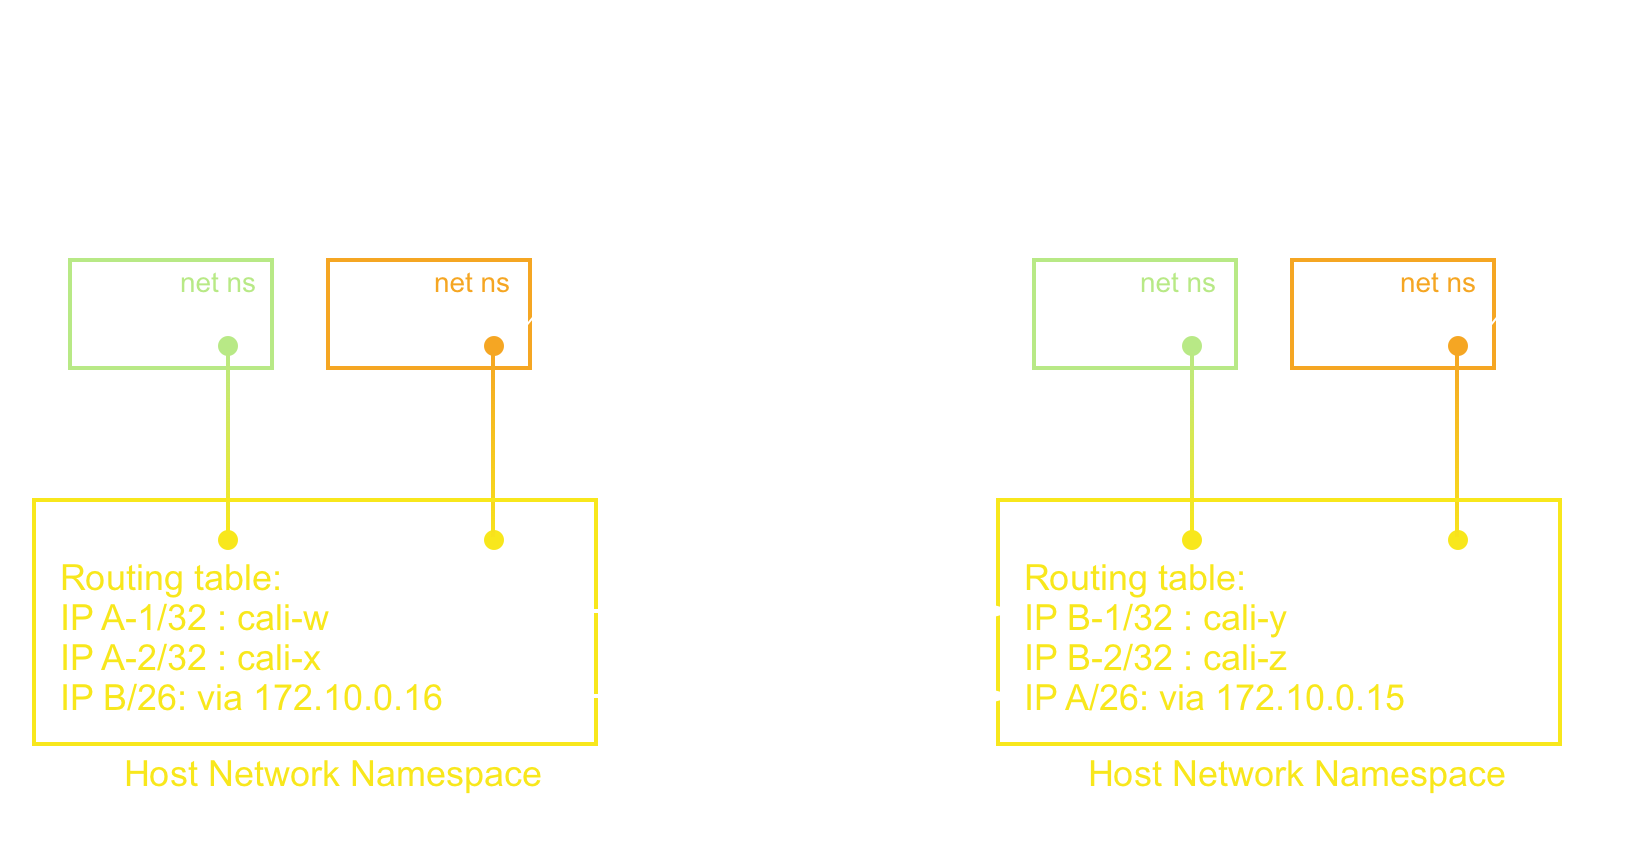 net ns
net ns
Routing table:
IP A-1/32 : cali-w
IP A-2/32 : cali-x
IP B/26: via 172.10.0.16
Host Network Namespace
net ns
net ns
Routing table:
IP B-1/32 : cali-y
IP B-2/32 : cali-z
IP A/26: via 172.10.0.15
Host Network Namespace